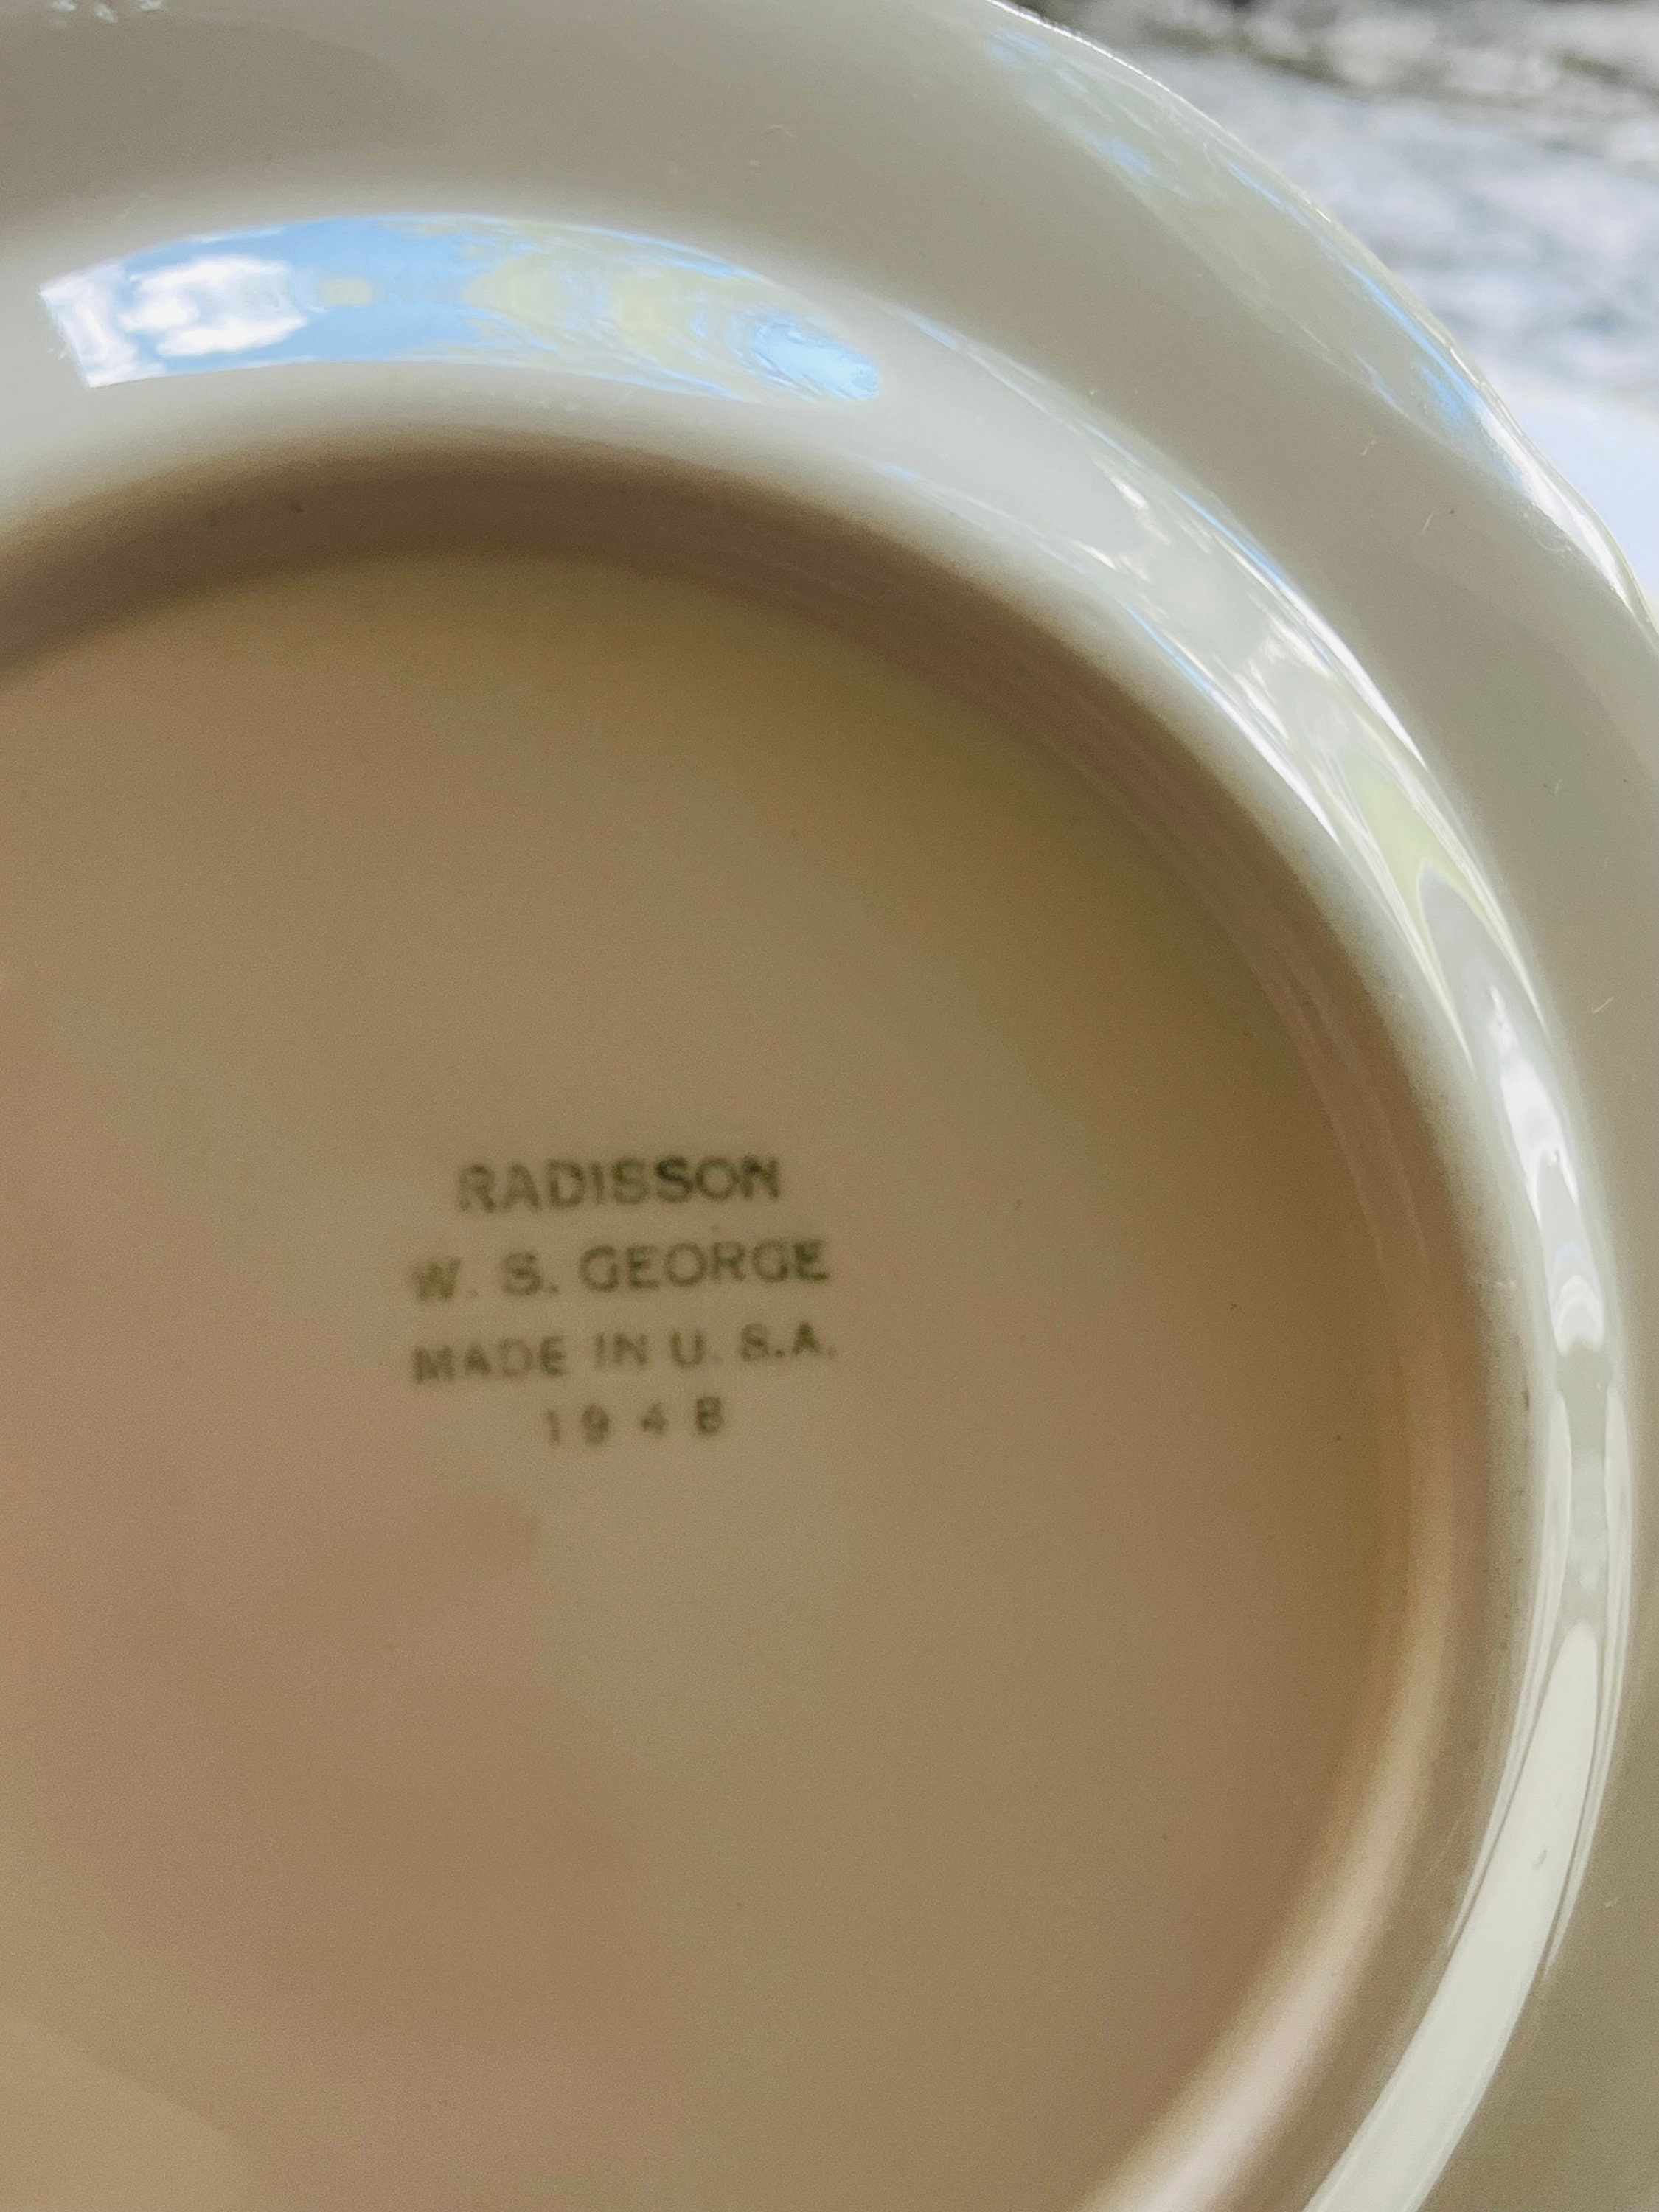 RADISSON
W. S. GEORGE
MADE IN U. S.A.
194B